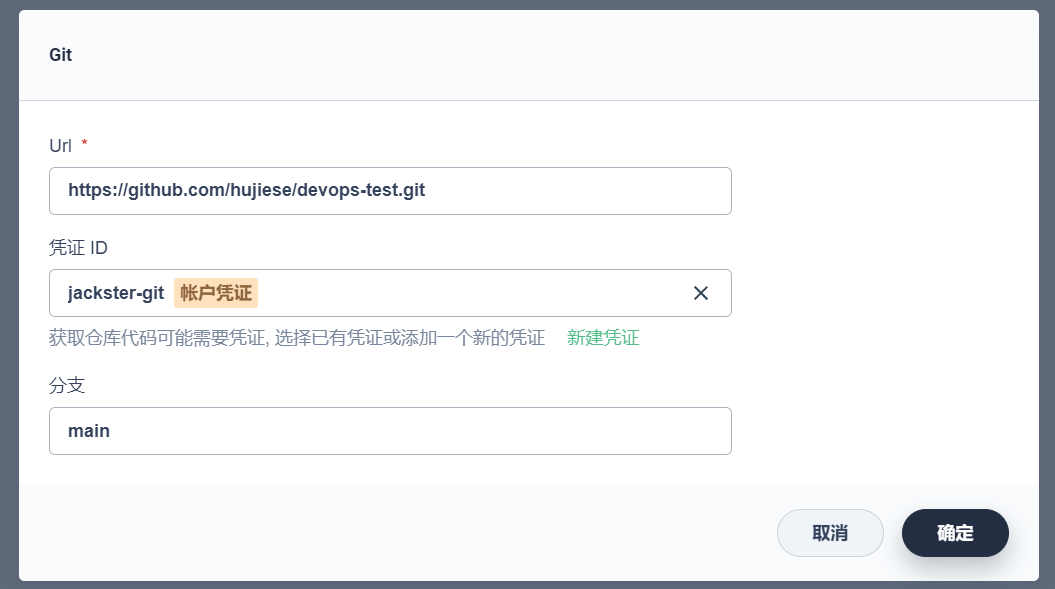 Git
Url *
https://github.com/hujiese/devops-test.git
凭证 ID
jackster-git 帐户凭证
获取仓库代码可能需要凭证, 选择已有凭证或添加一个新的凭证 新建凭证
分支
main
取消 确定